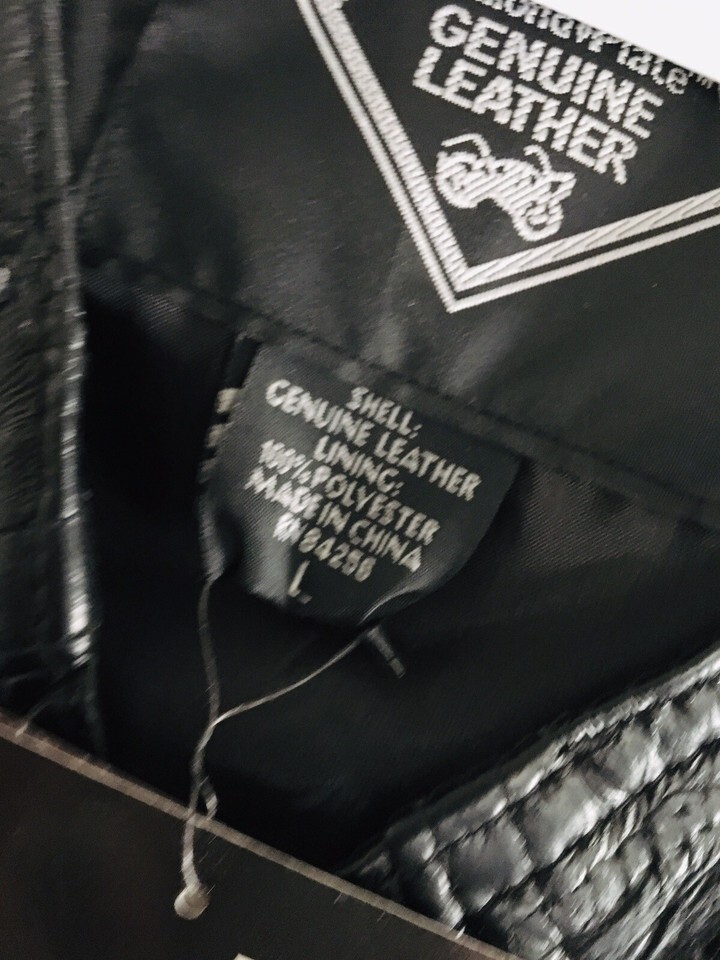 GENUINE
LEATHER
SHELL:
GENUINE LEATHER
LINING:
100% POLYESTER
MADE IN CHINA
L